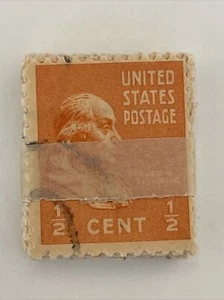 UNITED
STATES
POSTAGE
1/2 CENT 1/2